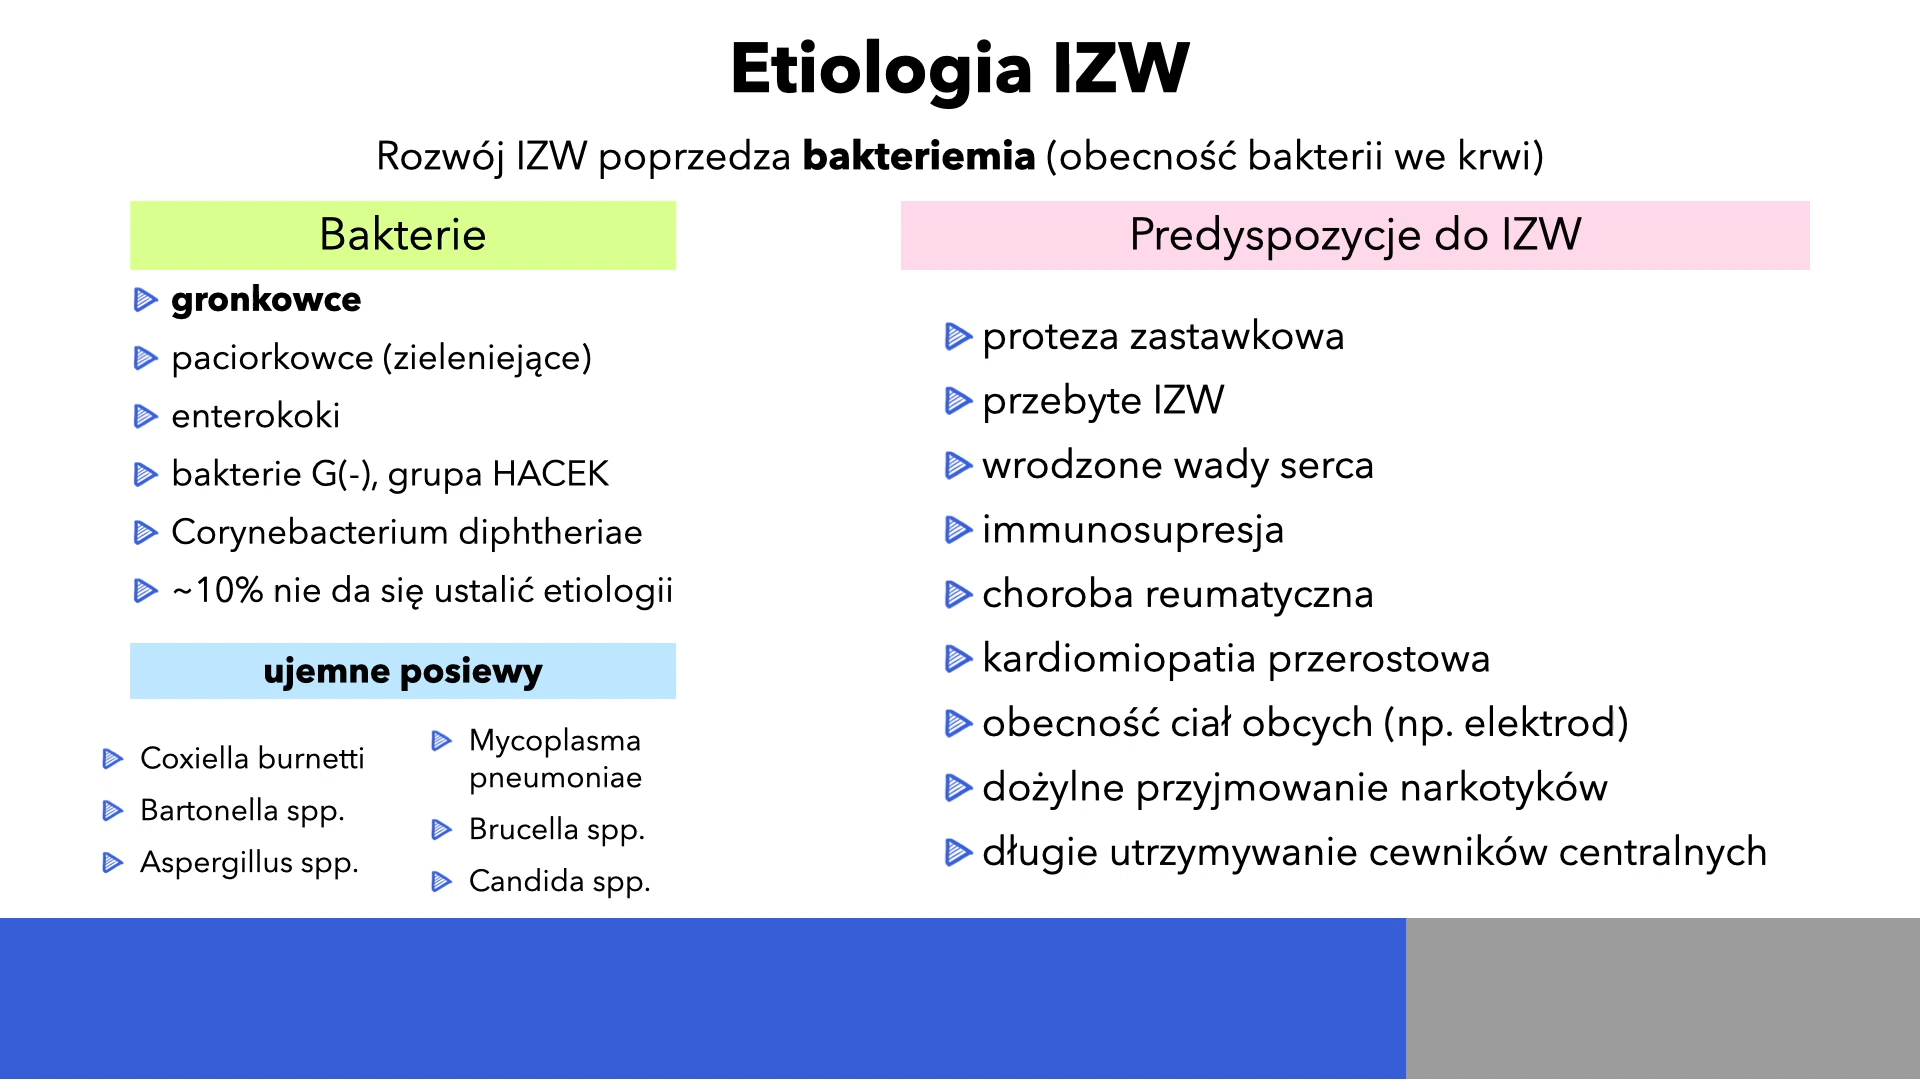 Etiologia IZW
Rozwój IZW poprzedza bakteriemia (obecność bakterii we krwi)
Bakterie
gronkowce
paciorkowce (zieleniejące)
enterokoki
bakterie G(-), grupa HACEK
Corynebacterium diphtheriae
~10% nie da się ustalić etiologii
ujemne posiewy
Coxiella burnetti
Bartonella spp.
Aspergillus spp.
Mycoplasma
pneumoniae
Brucella spp.
Candida spp.
Predyspozycje do IZW
proteza zastawkowa
przebyte IZW
wrodzone wady serca
immunosupresja
choroba reumatyczna
kardiomiopatia przerostowa
obecność ciał obcych (np. elektrod)
dożylne przyjmowanie narkotyków
długie utrzymywanie cewników centralnych